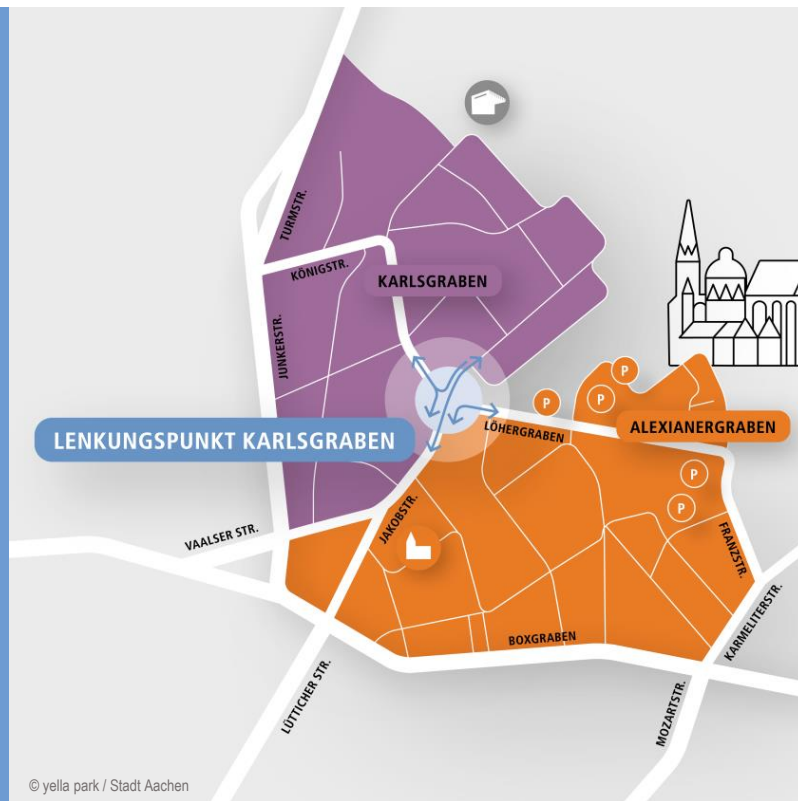 TURMSTR.
KÖNIGSTR.
KARLSGRABEN
JUNKERSTR.
P
P
P
LENKUNGSPUNKT KARLSGRABEN
LÖHERGRABEN
ALEXIANERGRABEN
P
P
VAALSER STR.
JAKOBSTR.
FRANZSTR.
KARMELITERSTR.
BOXGRABEN
LÜTTICHER STR.
MOZARTSTR.
© yella park / Stadt Aachen